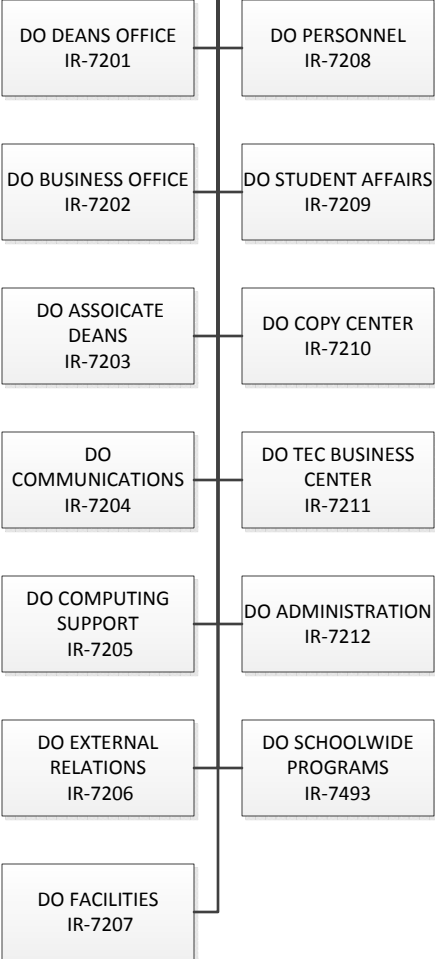 DO DEANS OFFICE
IR-7201
DO PERSONNEL
IR-7208
DO BUSINESS OFFICE
IR-7202
DO STUDENT AFFAIRS
IR-7209
DO ASSOICATE
DEANS
IR-7203
DO COPY CENTER
IR-7210
DO
COMMUNICATIONS
IR-7204
DO TEC BUSINESS
CENTER
IR-7211
DO COMPUTING
SUPPORT
IR-7205
DO ADMINISTRATION
IR-7212
DO EXTERNAL
RELATIONS
IR-7206
DO SCHOOLWIDE
PROGRAMS
IR-7493
DO FACILITIES
IR-7207